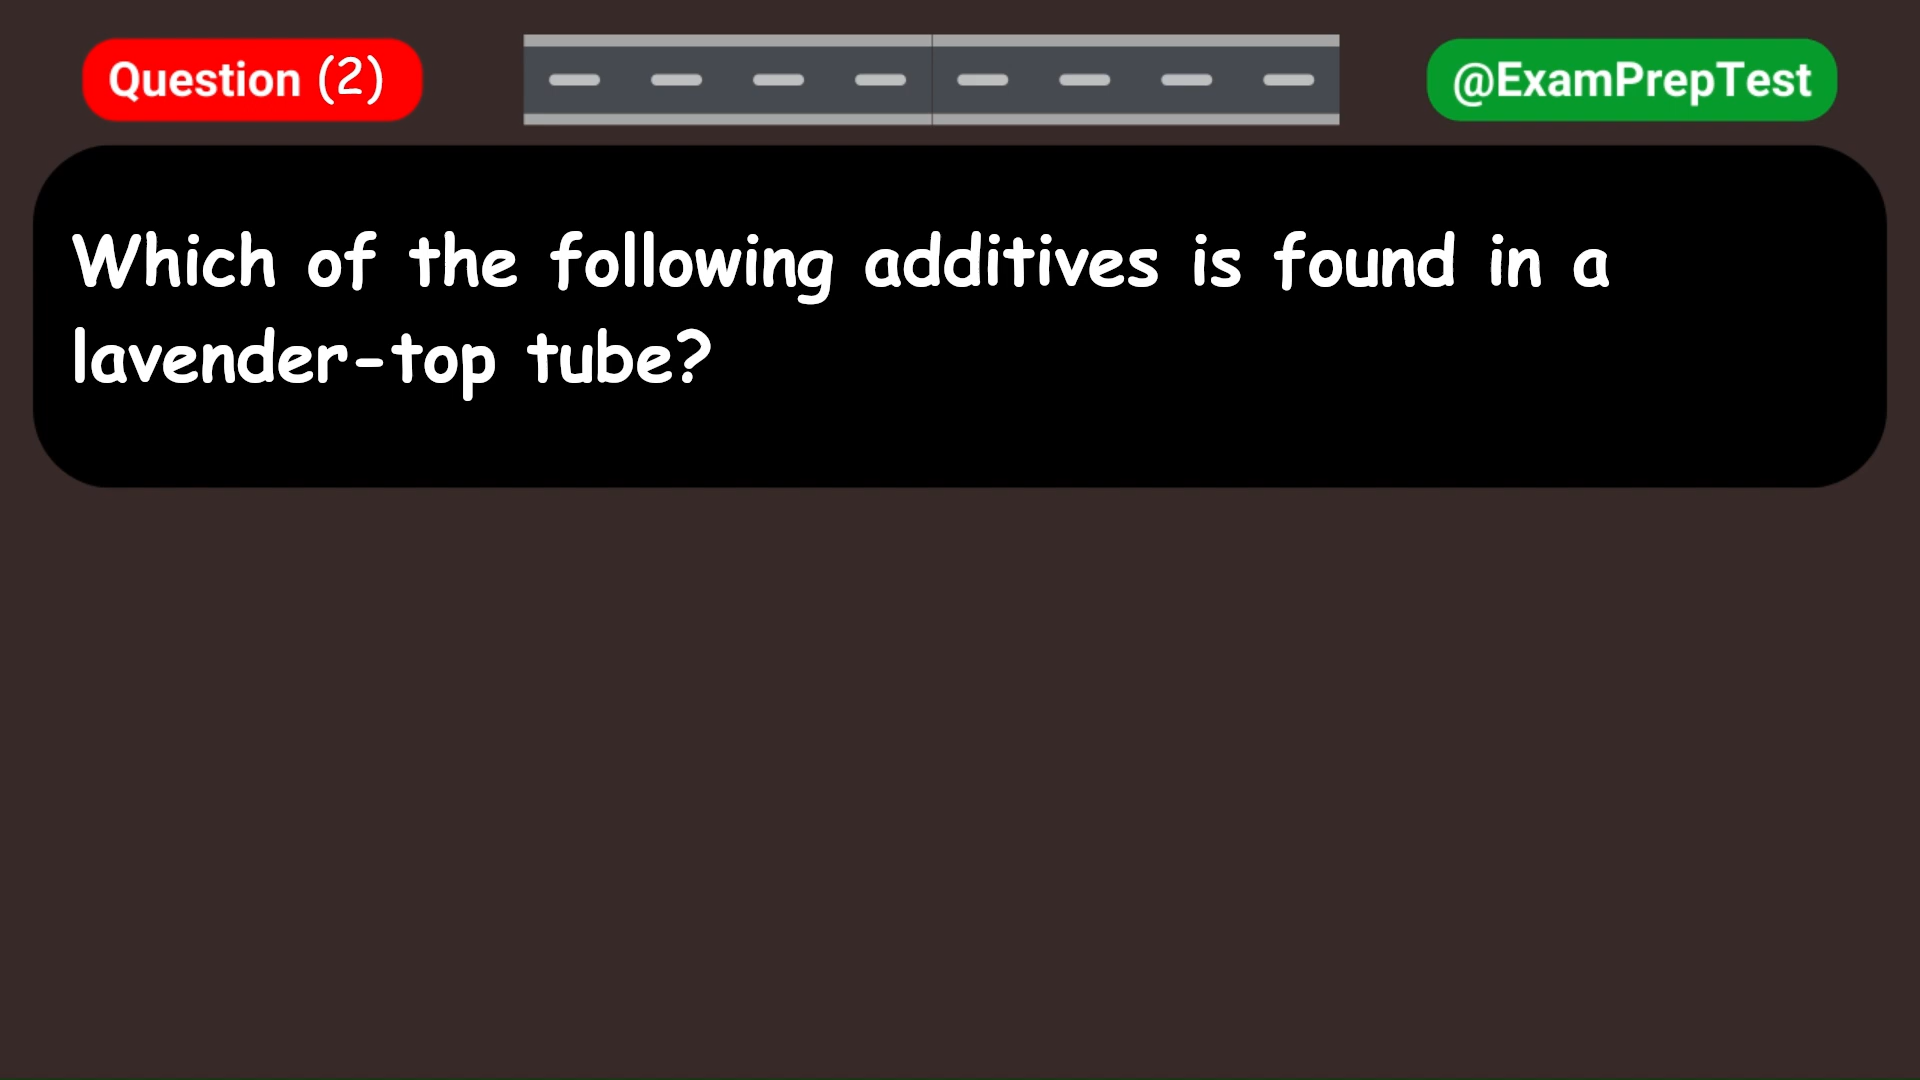 Question (2)
@ExamPrepTest
Which of the following additives is found in a
lavender-top tube?